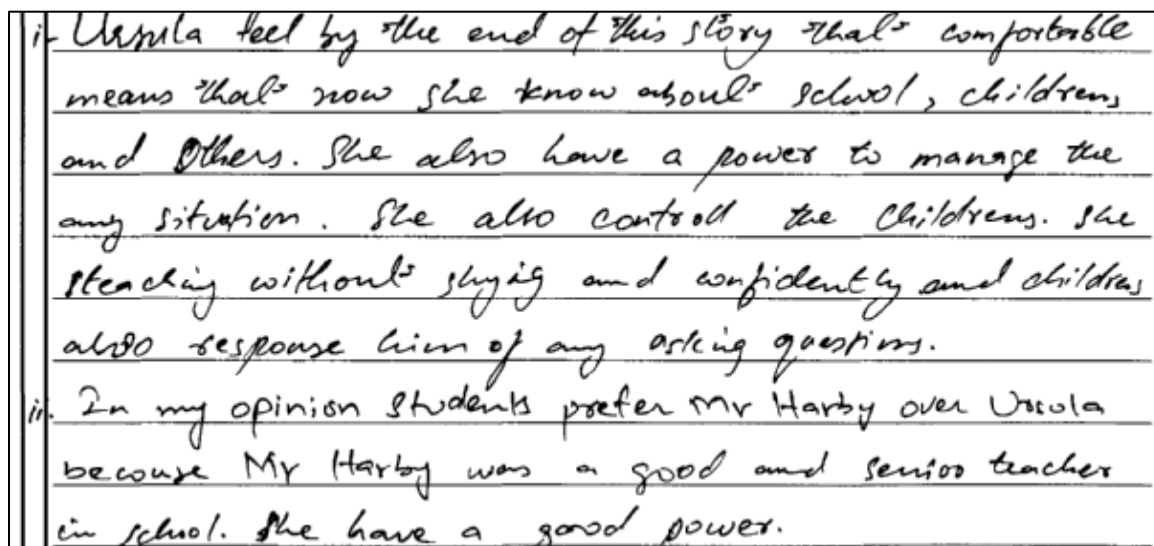 i- Ursula feel by the end of this story that comfortable
means that now she know about school, childrens
and Others. She also have a power to manage the
any situation. She also controll the childrens. She
steaching without shying and confidently and childrens
also response him of any asking questions.
ii. In my opinion students prefer Mr Harby over Ursula
becouse Mr Harby was a good and senior teacher
in school. She have a good power.